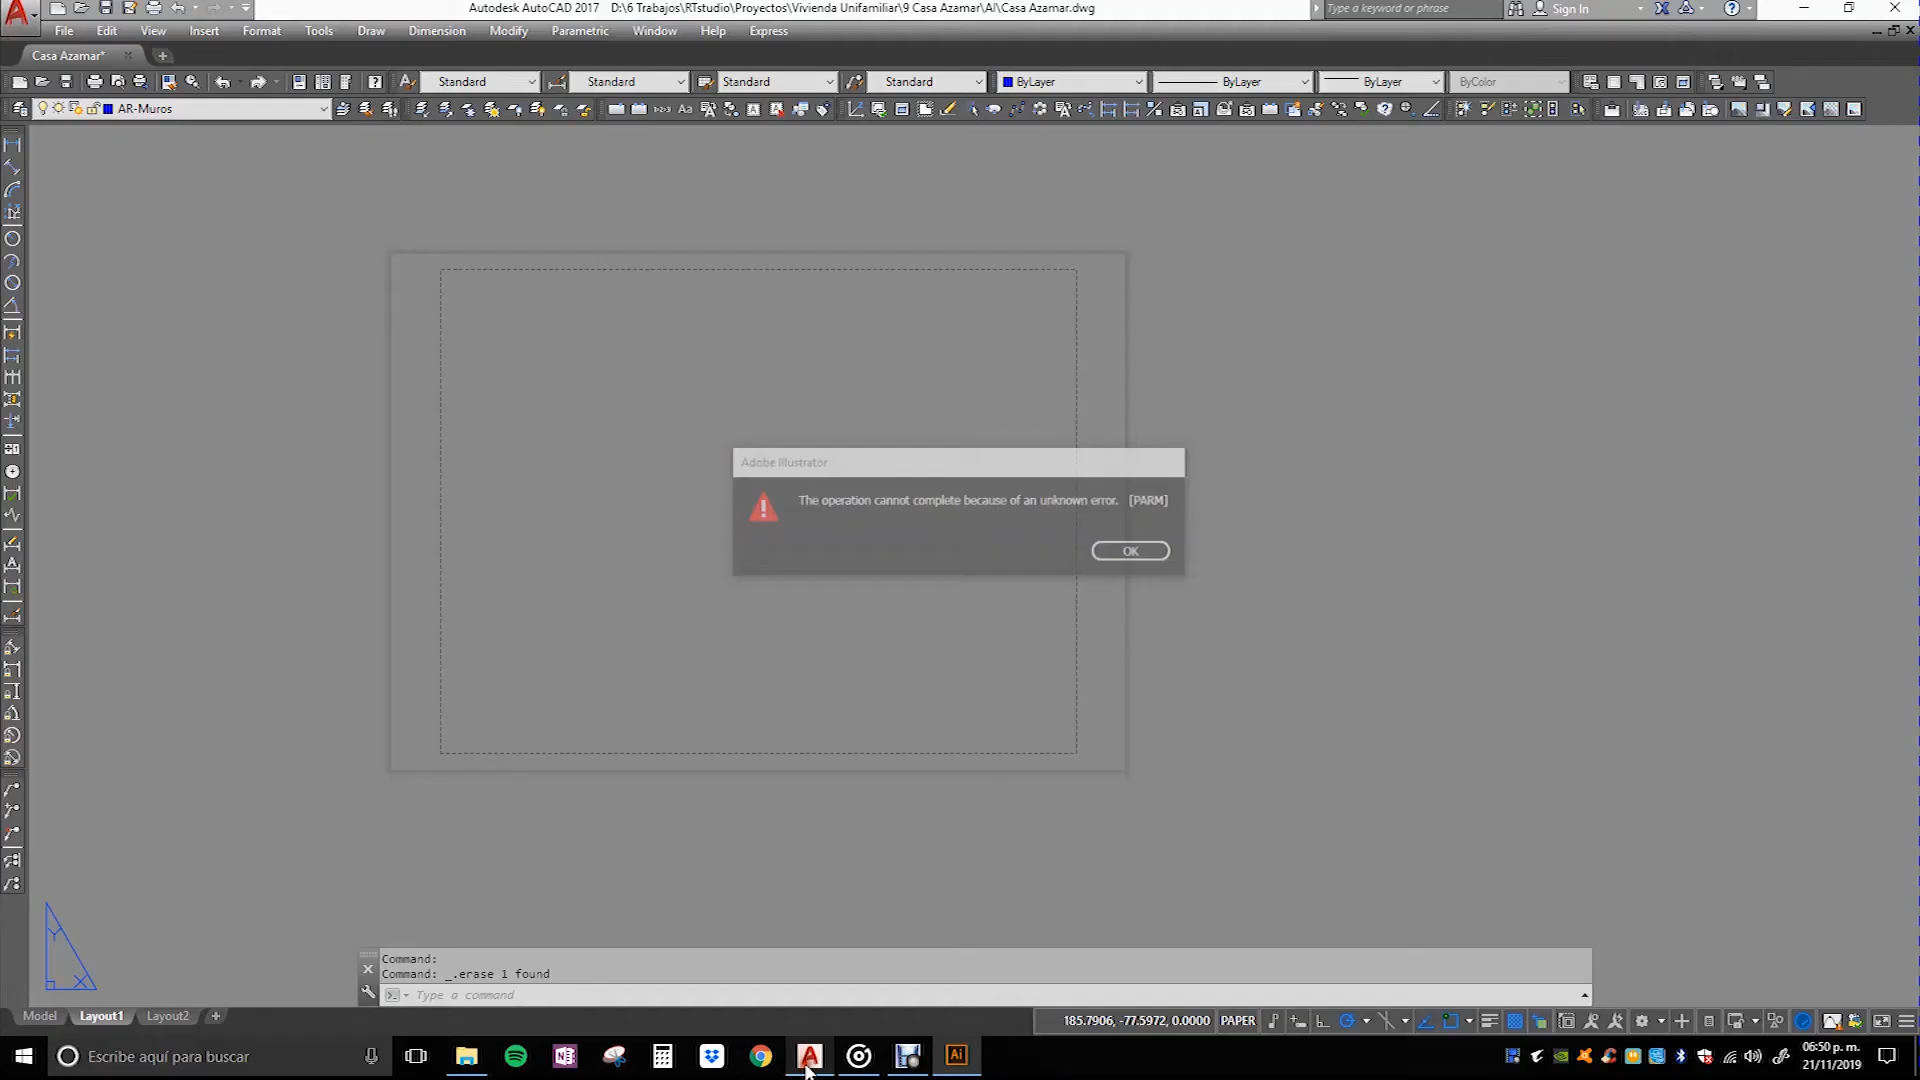 Autodesk AutoCAD 2017 D:\6 Trabajos\RTstudio\Proyectos\Vivienda Unifamiliar\9 Casa Azamar\AI\Casa Azamar.dwg
Type a keyword or phrase
Sign In
File Edit View Insert Format Tools Draw Dimension Modify Parametric Window Help Express
Casa Azamar*
Standard Standard Standard Standard ByLayer ByLayer ByLayer ByColor
AR-Muros
Adobe Illustrator
The operation cannot complete because of an unknown error. [PARM]
OK
Y
X
Command:
Command: _.erase 1 found
Type a command
Model Layout1 Layout2
185.7906, -77.5972, 0.0000 PAPER
Escribe aquí para buscar
Ai
06:50 p. m.
21/11/2019